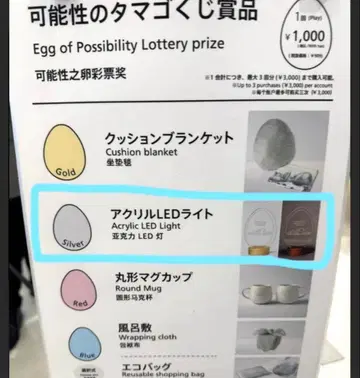 可能性のタマゴくじ賞品
Egg of Possibility Lottery prize
可能性之卵彩票奖
1回 (Play)
¥1,000
※1会計につき、最大3回分(¥3,000)まで購入可能。
※Up to 3 purchases (¥3,000) per account
Gold
クッションブランケット
Cushion blanket
坐垫毯
Silver
アクリルLEDライト
Acrylic LED Light
亚克力 LED 灯
Red
丸形マグカップ
Round Mug
圆形马克杯
Blue
風呂敷
Wrapping cloth
包袱布
エコバッグ
Reusable shopping bag